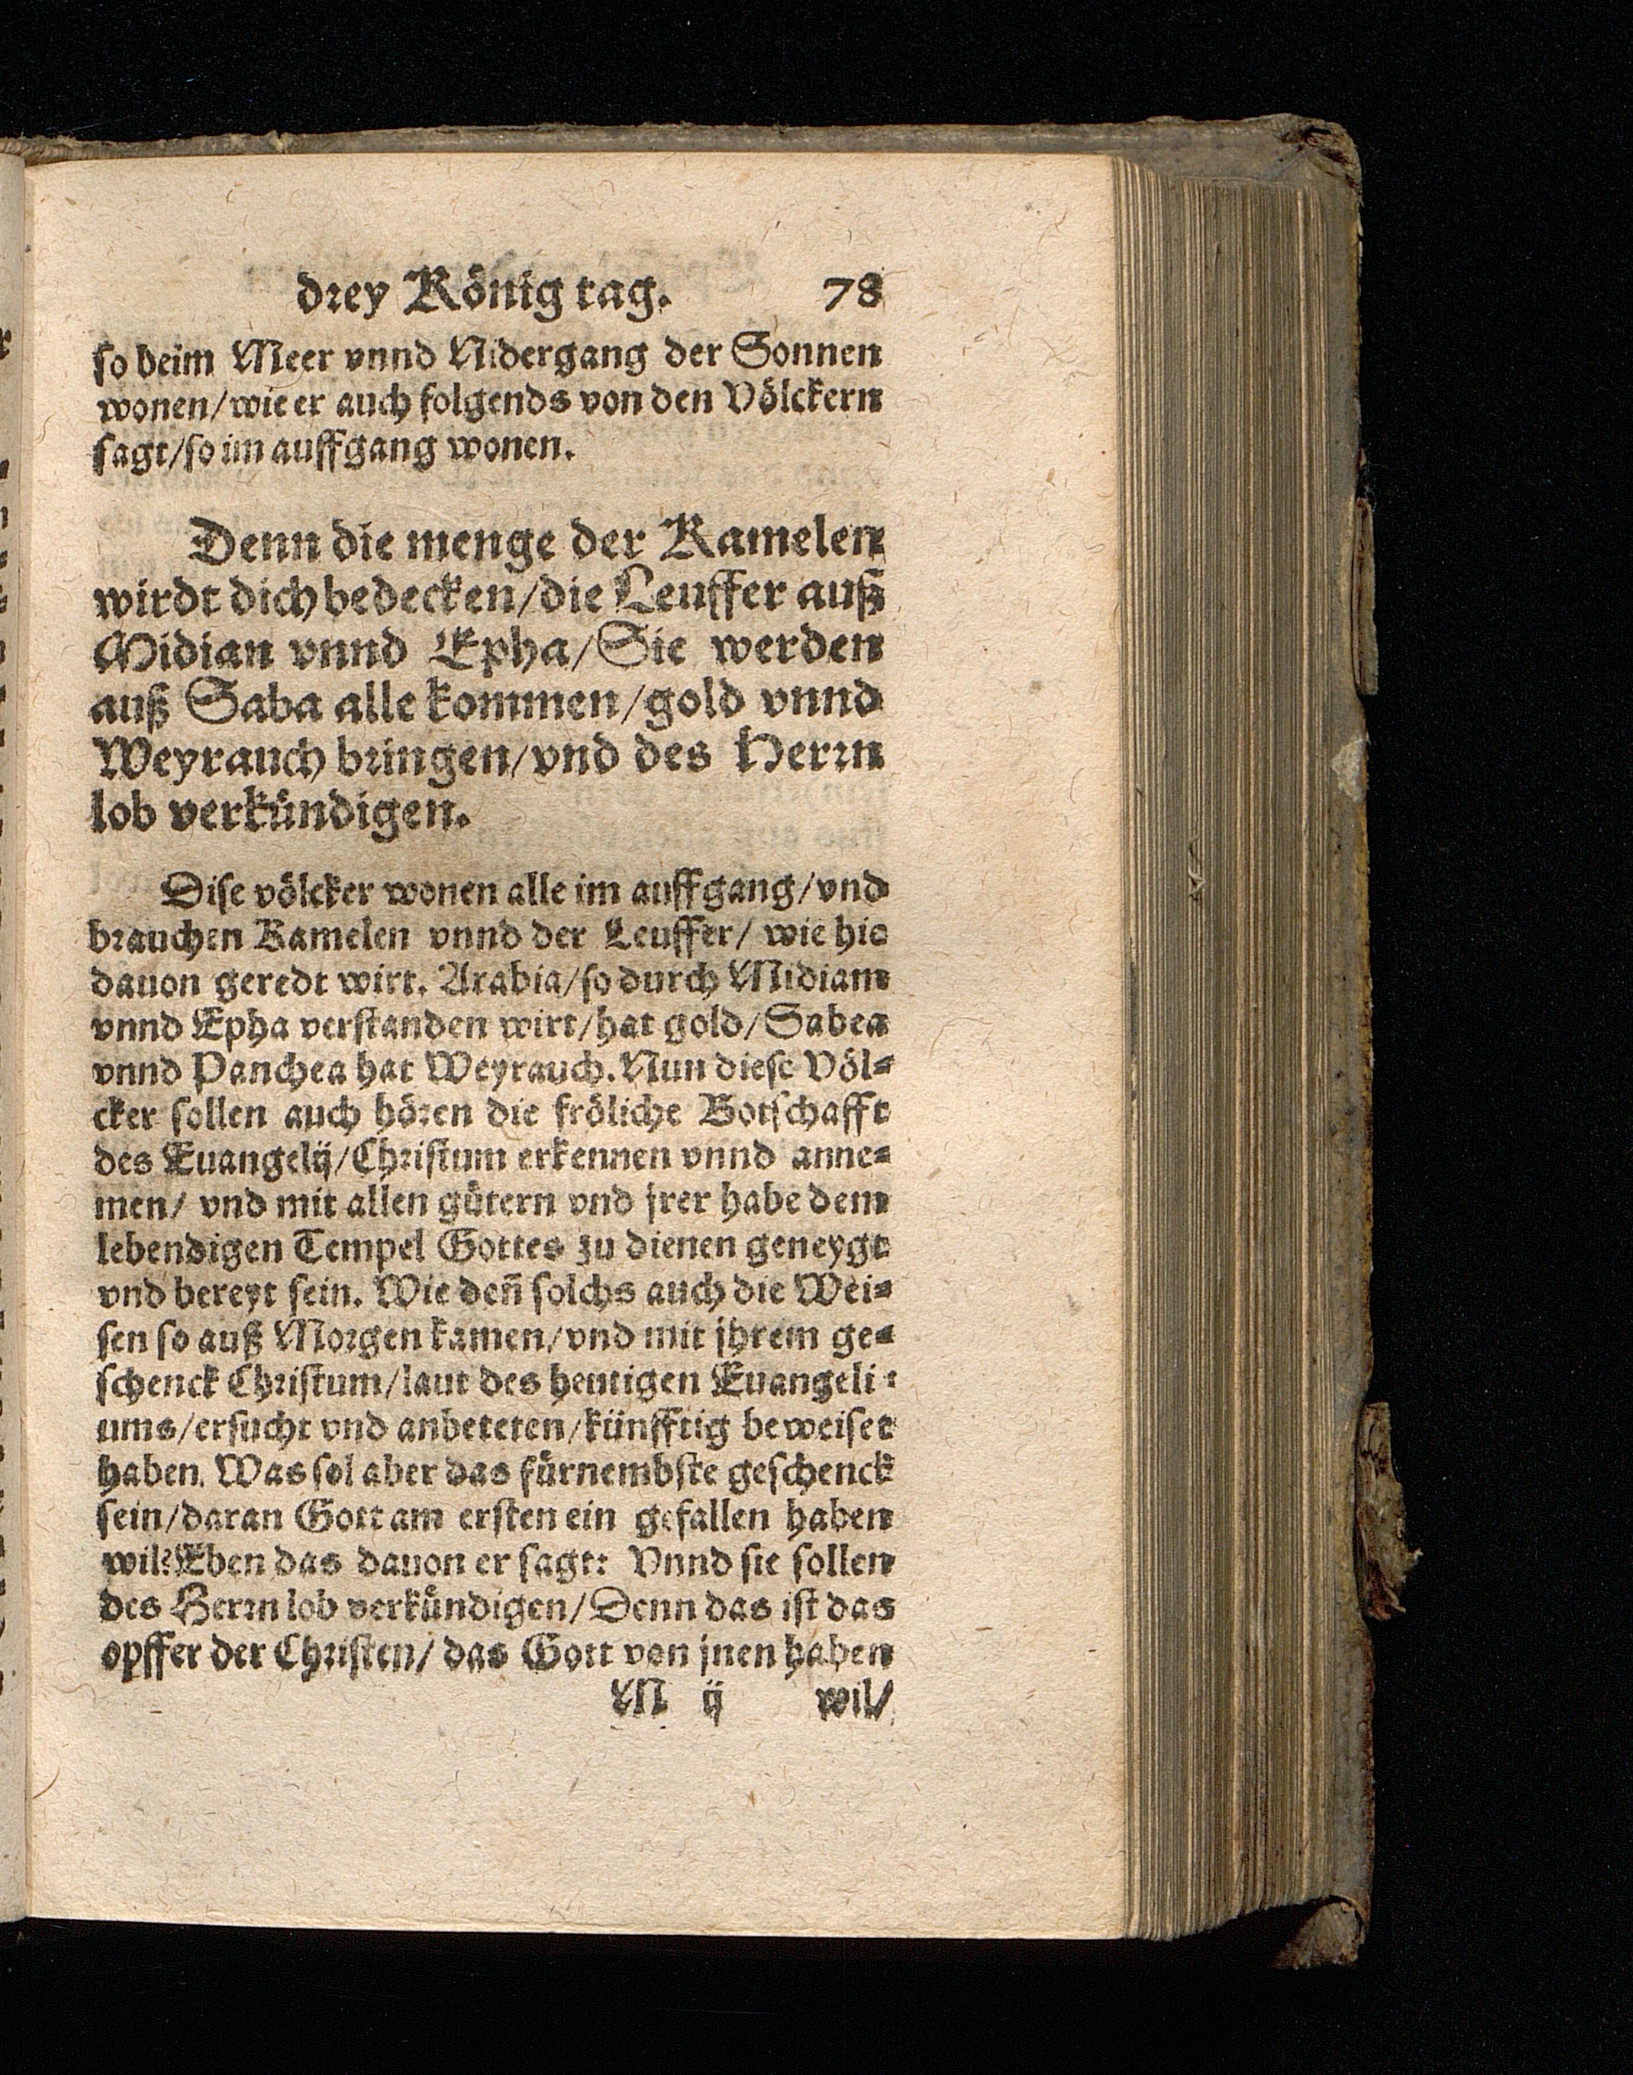 drey König tag. 78
so beim Meer vnnd Nidergang der Sonnen
wonen/wie er auch folgends von den Völckern
sagt/so im auffgang wonen.
Denn die menge der Kamelen
wirdt dich bedecken/die Leuffer auß
Midian vnnd Epha/Sie werden
auß Saba alle kommen/gold vnnd
Weyrauch bringen/vnd des Herrn
lob verkündigen.
Dise völcker wonen alle im auffgang/vnd
brauchen Kamelen vnnd der Leuffer/ wie hie
dauon geredt wirt. Arabia/so durch Midiam
vnnd Epha verstanden wirt/hat gold/Sabea
vnnd Panchea hat Weyrauch. Nun diese Völ=
cker sollen auch hören die fröliche Botschafft
des Euangelij/Christum erkennen vnnd anne=
men/ vnd mit allen gütern vnd jrer habe dem
lebendigen Tempel Gottes zu dienen geneygt
vnd bereyt sein. Wie deñ solchs auch die Wei=
sen so auß Morgen kamen/vnd mit jhrem ge=
schenck Christum/laut des heutigen Euangeli=
ums/ersucht vnd anbeteten/künfftig beweiset
haben. Was sol aber das fürnembste geschenck
sein/daran Gott am ersten ein gefallen haben
wil? Eben das dauon er sagt: Vnnd sie sollen
des Herrn lob verkündigen/Denn das ist das
opffer der Christen/ das Gott von jnen haben
M ij wil/